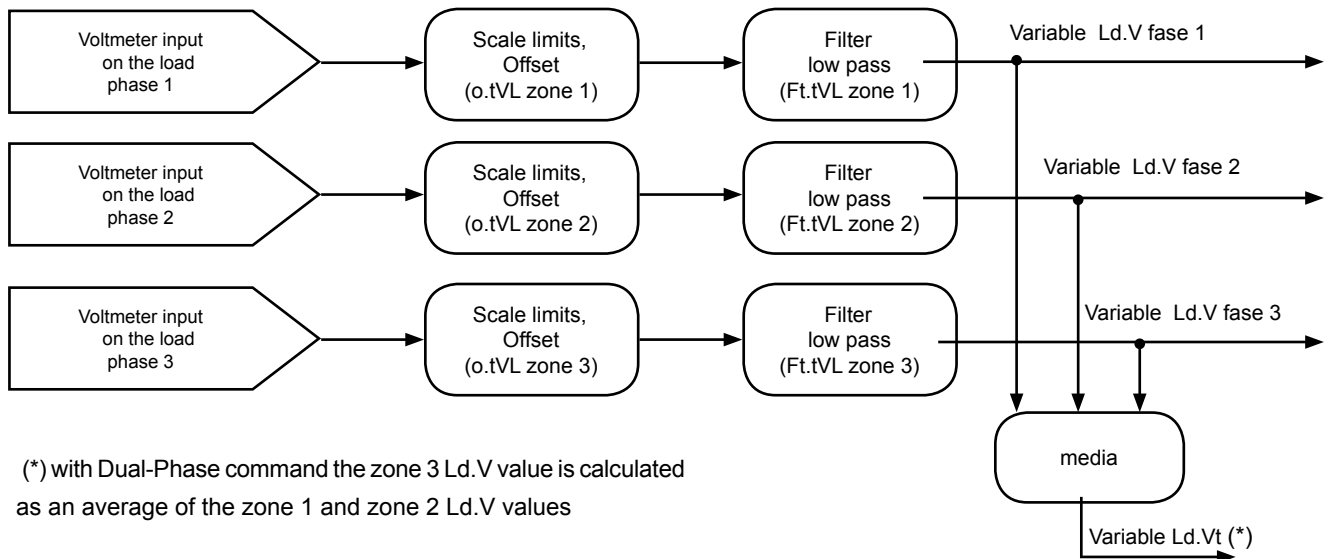 Voltmeter input
on the load
phase 1
Scale limits,
Offset
(o.tVL zone 1)
Filter
low pass
(Ft.tVL zone 1)
Variable Ld.V fase 1
Voltmeter input
on the load
phase 2
Scale limits,
Offset
(o.tVL zone 2)
Filter
low pass
(Ft.tVL zone 2)
Variable Ld.V fase 2
Voltmeter input
on the load
phase 3
Scale limits,
Offset
(o.tVL zone 3)
Filter
low pass
(Ft.tVL zone 3)
Variable Ld.V fase 3
media
(*) with Dual-Phase command the zone 3 Ld.V value is calculated
as an average of the zone 1 and zone 2 Ld.V values
Variable Ld.Vt (*)